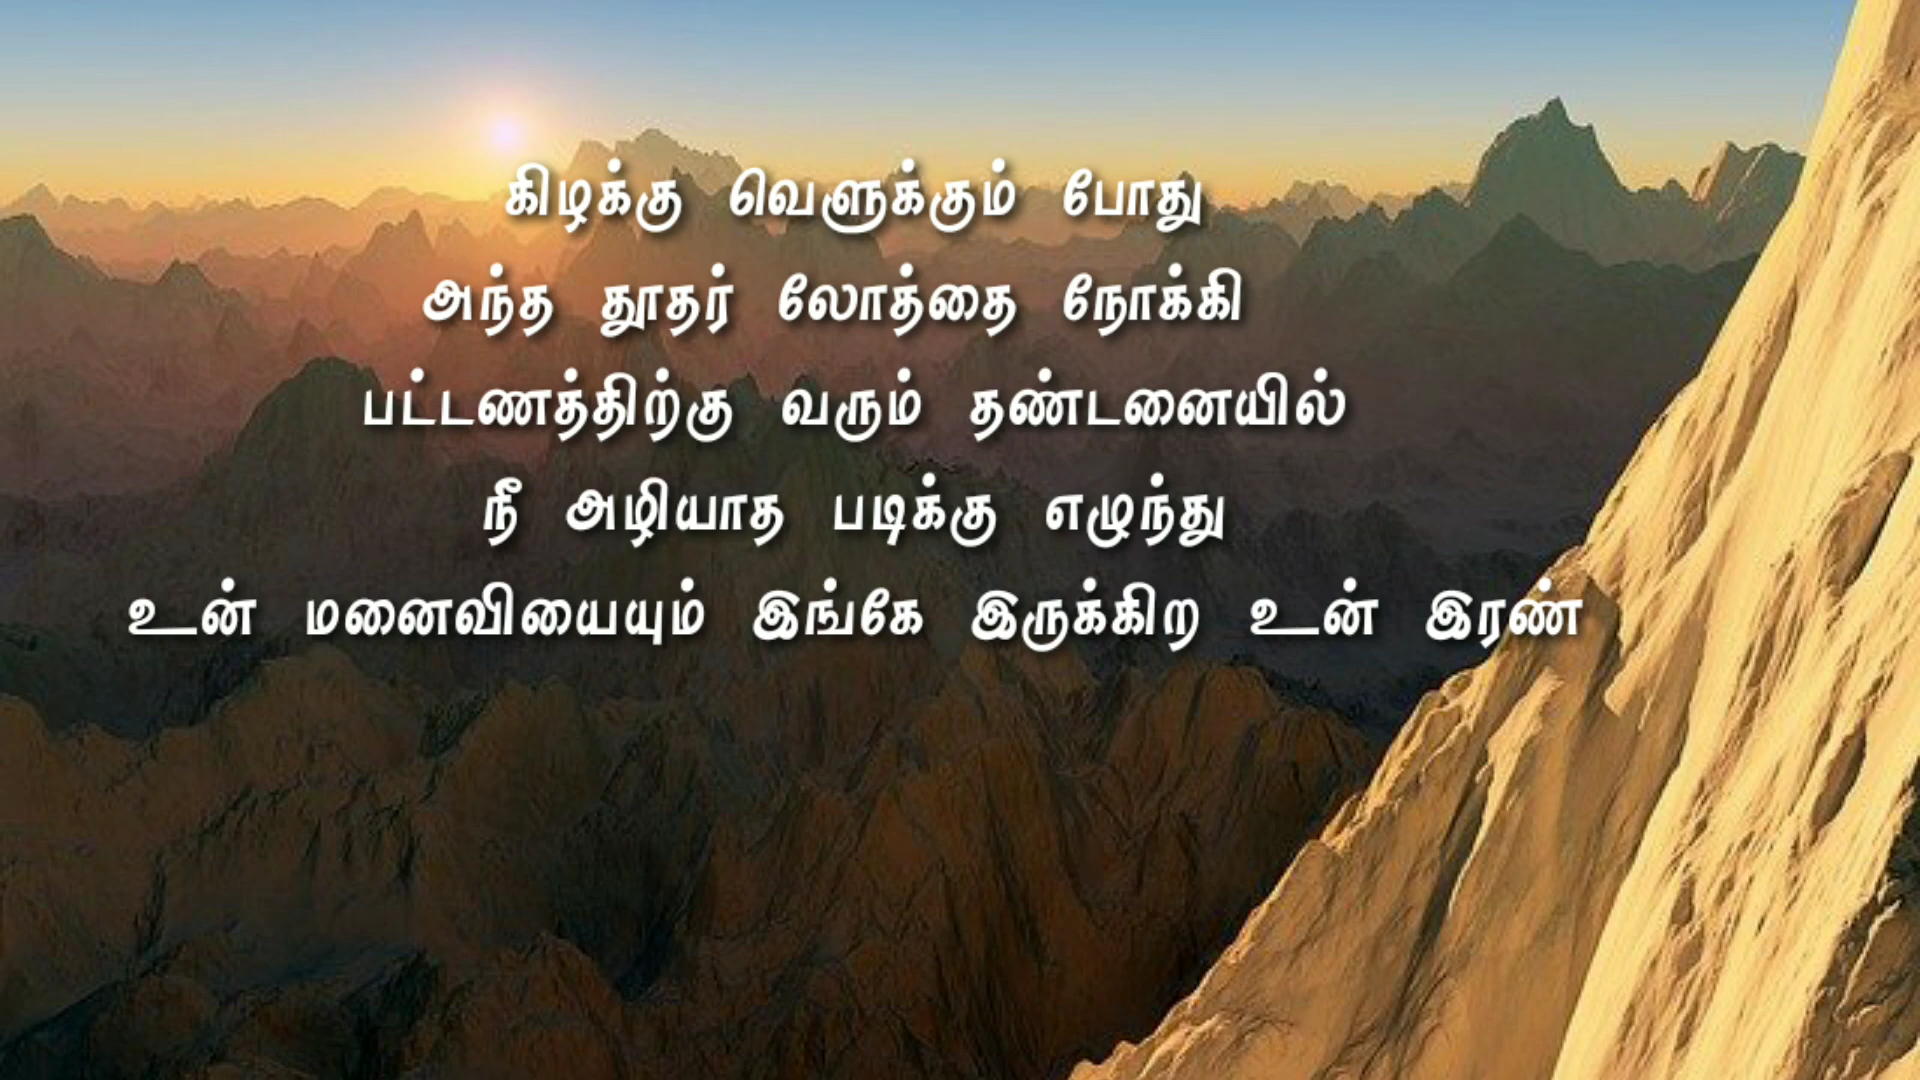 கிழக்கு வெளுக்கும் போது
அந்த தூதர் லோத்தை நோக்கி
பட்டணத்திற்கு வரும் தண்டனையில்
நீ அழியாத படிக்கு எழுந்து
உன் மனைவியையும் இங்கே இருக்கிற உன் இரண்